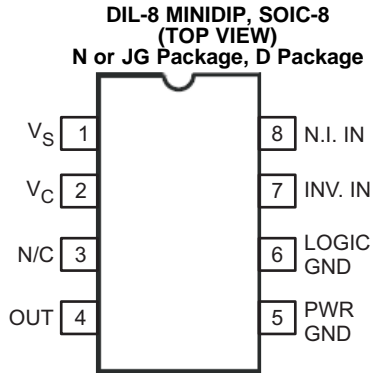 DIL-8 MINIDIP, SOIC-8
(TOP VIEW)
N or JG Package, D Package
VS 1
8 N.I. IN
VC 2
7 INV. IN
N/C 3
6 LOGIC
GND
OUT 4
5 PWR
GND